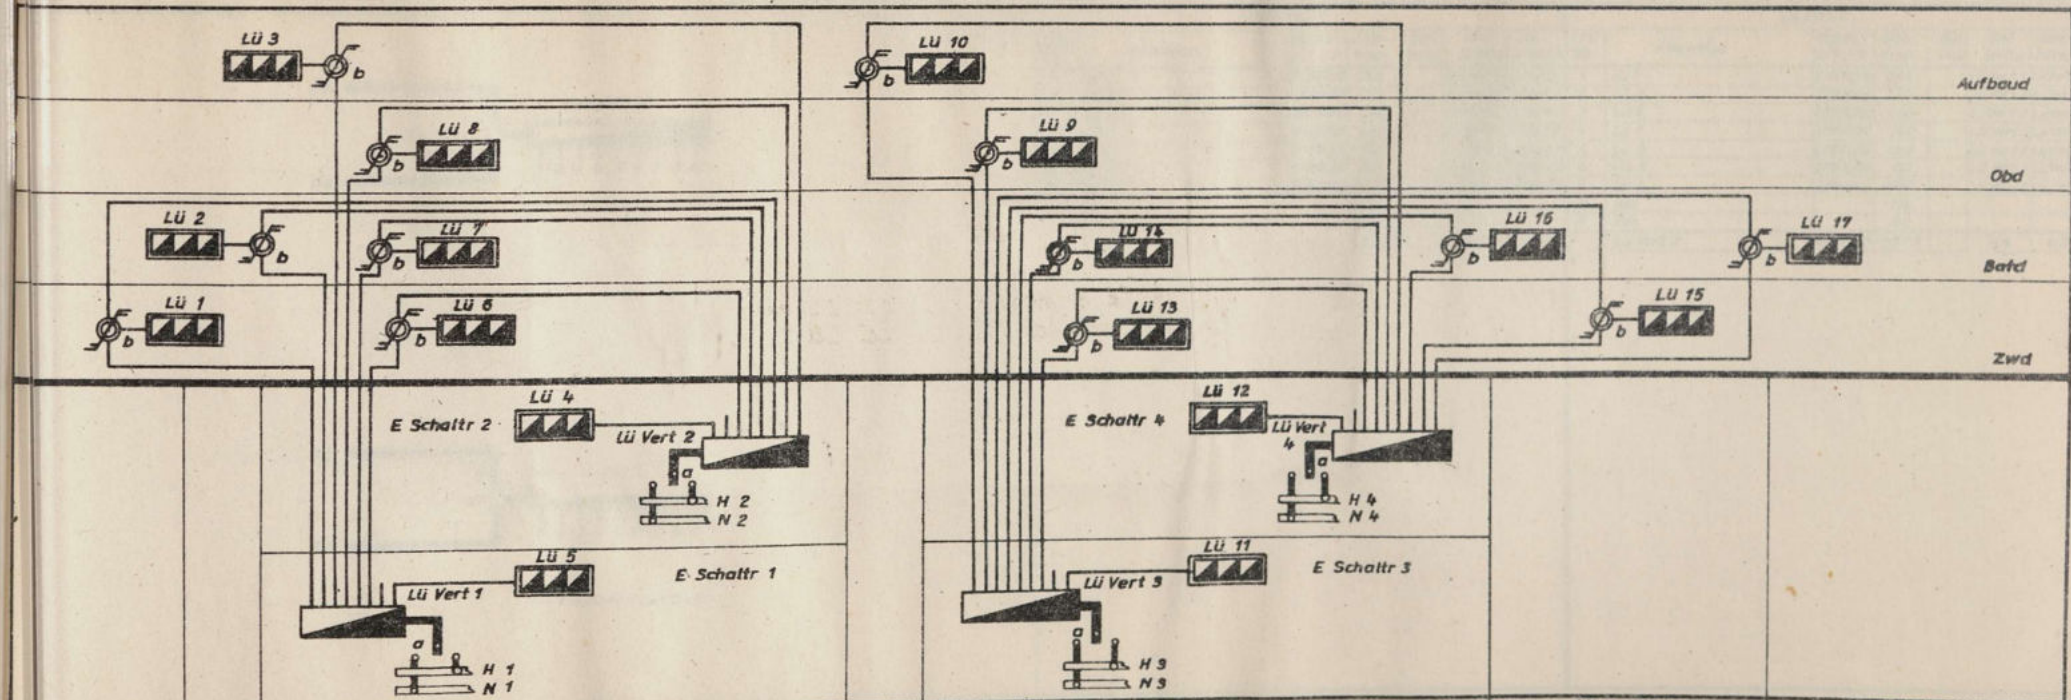 Lü 3
b
Lü 10
b
Aufbaud
Lü 8
b
Lü 9
b
Obd
Lü 2
b
Lü 7
b
Lü 14
b
Lü 16
b
Lü 17
b
Batd
Lü 1
b
Lü 6
b
Lü 13
b
Lü 15
b
Zwd
E Schaltr 2
Lü 4
Lü Vert 2
a
H 2
N 2
E Schaltr 4
Lü 12
Lü Vert
4
a
H 4
N 4
Lü 5
E Schaltr 1
Lü Vert 1
a
H 1
N 1
Lü 11
E Schaltr 3
Lü Vert 3
a
H 3
N 3